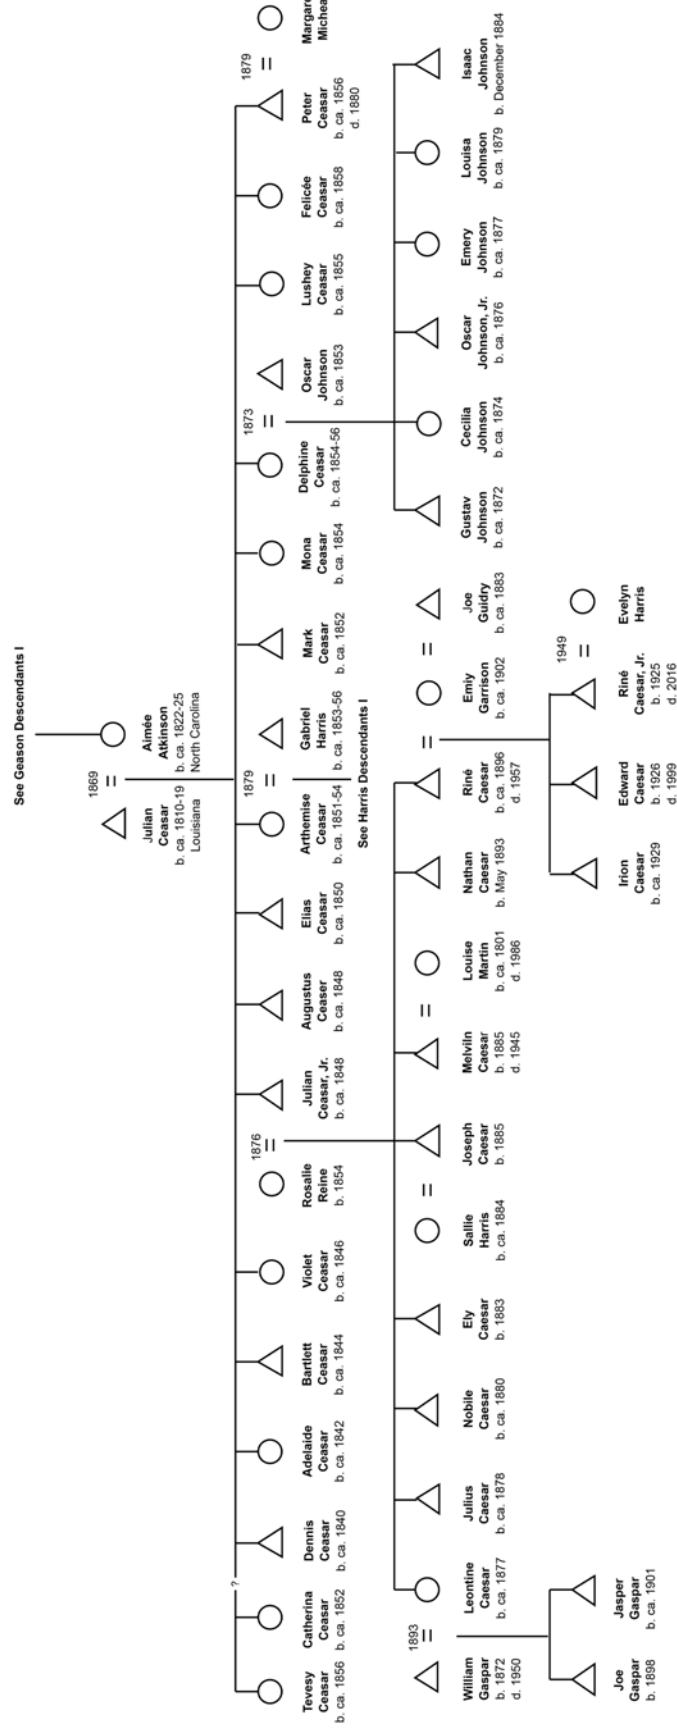 See Geason Descendants I
1869
=
Julian
Ceasar
b. ca. 1810-19
Louisiana
Aimée
Atkinson
b. ca. 1822-25
North Carolina
?
1876
=
1879
=
1873
=
1879
=
Tevesy
Ceasar
b. ca. 1856
Catherina
Ceasar
b. ca. 1852
Dennis
Ceasar
b. ca. 1840
Adelaide
Ceasar
b. ca. 1842
Bartlett
Ceasar
b. ca. 1844
Violet
Ceasar
b. ca. 1846
Rosalie
Reine
b. 1854
Julian
Ceasar, Jr.
b. ca. 1848
Augustus
Ceaser
b. ca. 1848
Elias
Ceasar
b. ca. 1850
Arthemise
Ceasar
b. ca. 1851-54
Gabriel
Harris
b. ca. 1853-56
Mark
Ceasar
b. ca. 1852
Mona
Ceasar
b. ca. 1854
Delphine
Ceasar
b. ca. 1854-56
Oscar
Johnson
b. ca. 1853
Lushey
Ceasar
b. ca. 1855
Felicée
Ceasar
b. ca. 1858
Peter
Ceasar
b. ca. 1856
d. 1880
Margare
Michea
See Harris Descendants I
1893
=
=
=
=
=
William
Gaspar
b. 1872
d. 1950
Leontine
Caesar
b. ca. 1877
Julius
Caesar
b. ca. 1878
Nobile
Caesar
b. ca. 1880
Ely
Caesar
b. 1883
Sallie
Harris
b. ca. 1884
Joseph
Caesar
b. 1885
Melviln
Caesar
b. 1885
d. 1945
Louise
Martin
b. ca. 1801
d. 1986
Nathan
Caesar
b. May 1893
Riné
Caesar
b. ca. 1896
d. 1957
Emiy
Garrison
b. ca. 1902
Joe
Guidry
b. ca. 1883
Gustav
Johnson
b. ca. 1872
Cecilia
Johnson
b. ca. 1874
Oscar
Johnson, Jr.
b. ca. 1876
Emery
Johnson
b. ca. 1877
Louisa
Johnson
b. ca. 1879
Isaac
Johnson
b. December 1884
1949
=
Joe
Gaspar
b. 1898
Jasper
Gaspar
b. ca. 1901
Irion
Caesar
b. ca. 1929
Edward
Caesar
b. 1926
d. 1999
Riné
Caesar, Jr.
b. 1925
d. 2016
Evelyn
Harris